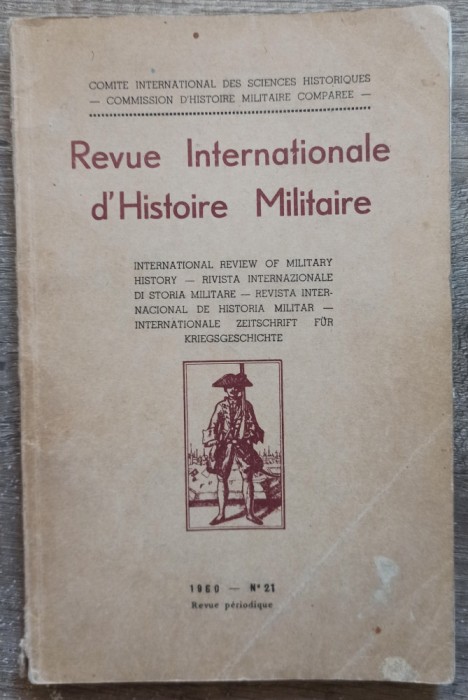 COMITE INTERNATIONAL DES SCIENCES HISTORIQUES
— COMMISSION D'HISTOIRE MILITAIRE COMPAREE —
Revue Internationale
d'Histoire Militaire
INTERNATIONAL REVIEW OF MILITARY
HISTORY — RIVISTA INTERNAZIONALE
DI STORIA MILITARE — REVISTA INTER-
NACIONAL DE HISTORIA MILITAR —
INTERNATIONALE ZEITSCHRIFT FÜR
KRIEGSGESCHICHTE
1960 — N° 21
Revue périodique